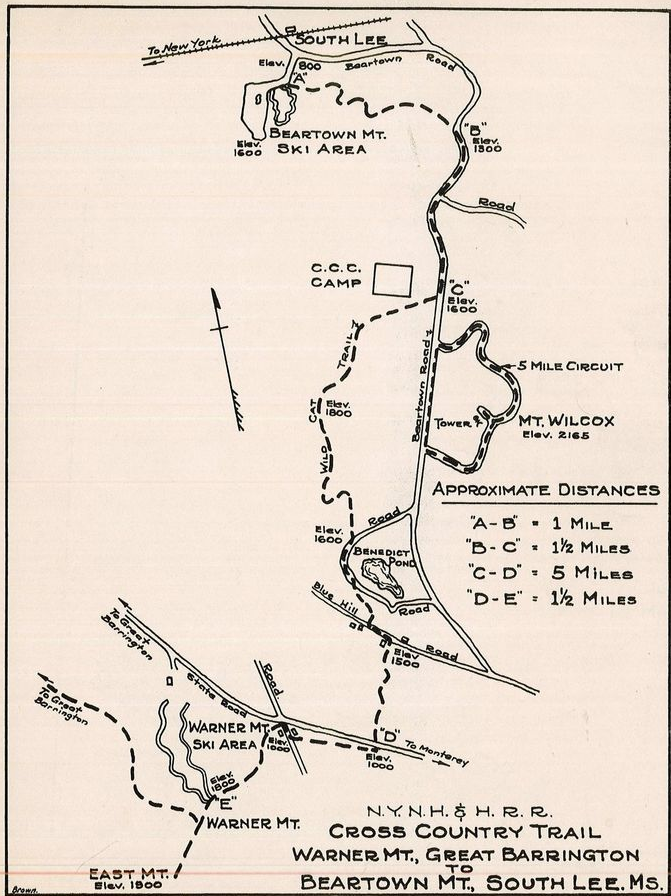 To New York
SOUTH LEE
Elev. 800
"A"
Beartown Road
BEARTOWN MT.
SKI AREA
Elev.
1600
"B"
Elev.
1300
Road
C.C.C.
CAMP
"C"
Elev.
1600
WILD CAT TRAIL
Elev.
1800
Beartown Road
5 MILE CIRCUIT
TOWER
MT. WILCOX
Elev. 2165
APPROXIMATE DISTANCES
"A-B" = 1 MILE
"B-C" = 1½ MILES
"C-D" = 5 MILES
"D-E" = 1½ MILES
Road
Elev.
1600
BENEDICT
POND
Road
Blue Hill Road
Elev
1500
To Great
Barrington
State Road
Road
To Great
Barrington
WARNER MT.
SKI AREA
Elev.
1000
"D"
Elev.
1000
To Monterey
Elev.
1800
"E"
WARNER MT.
EAST MT.
Elev. 1900
N.Y. N.H. & H. R. R.
CROSS COUNTRY TRAIL
WARNER MT., GREAT BARRINGTON
TO
BEARTOWN MT., SOUTH LEE, MS.
Brown.